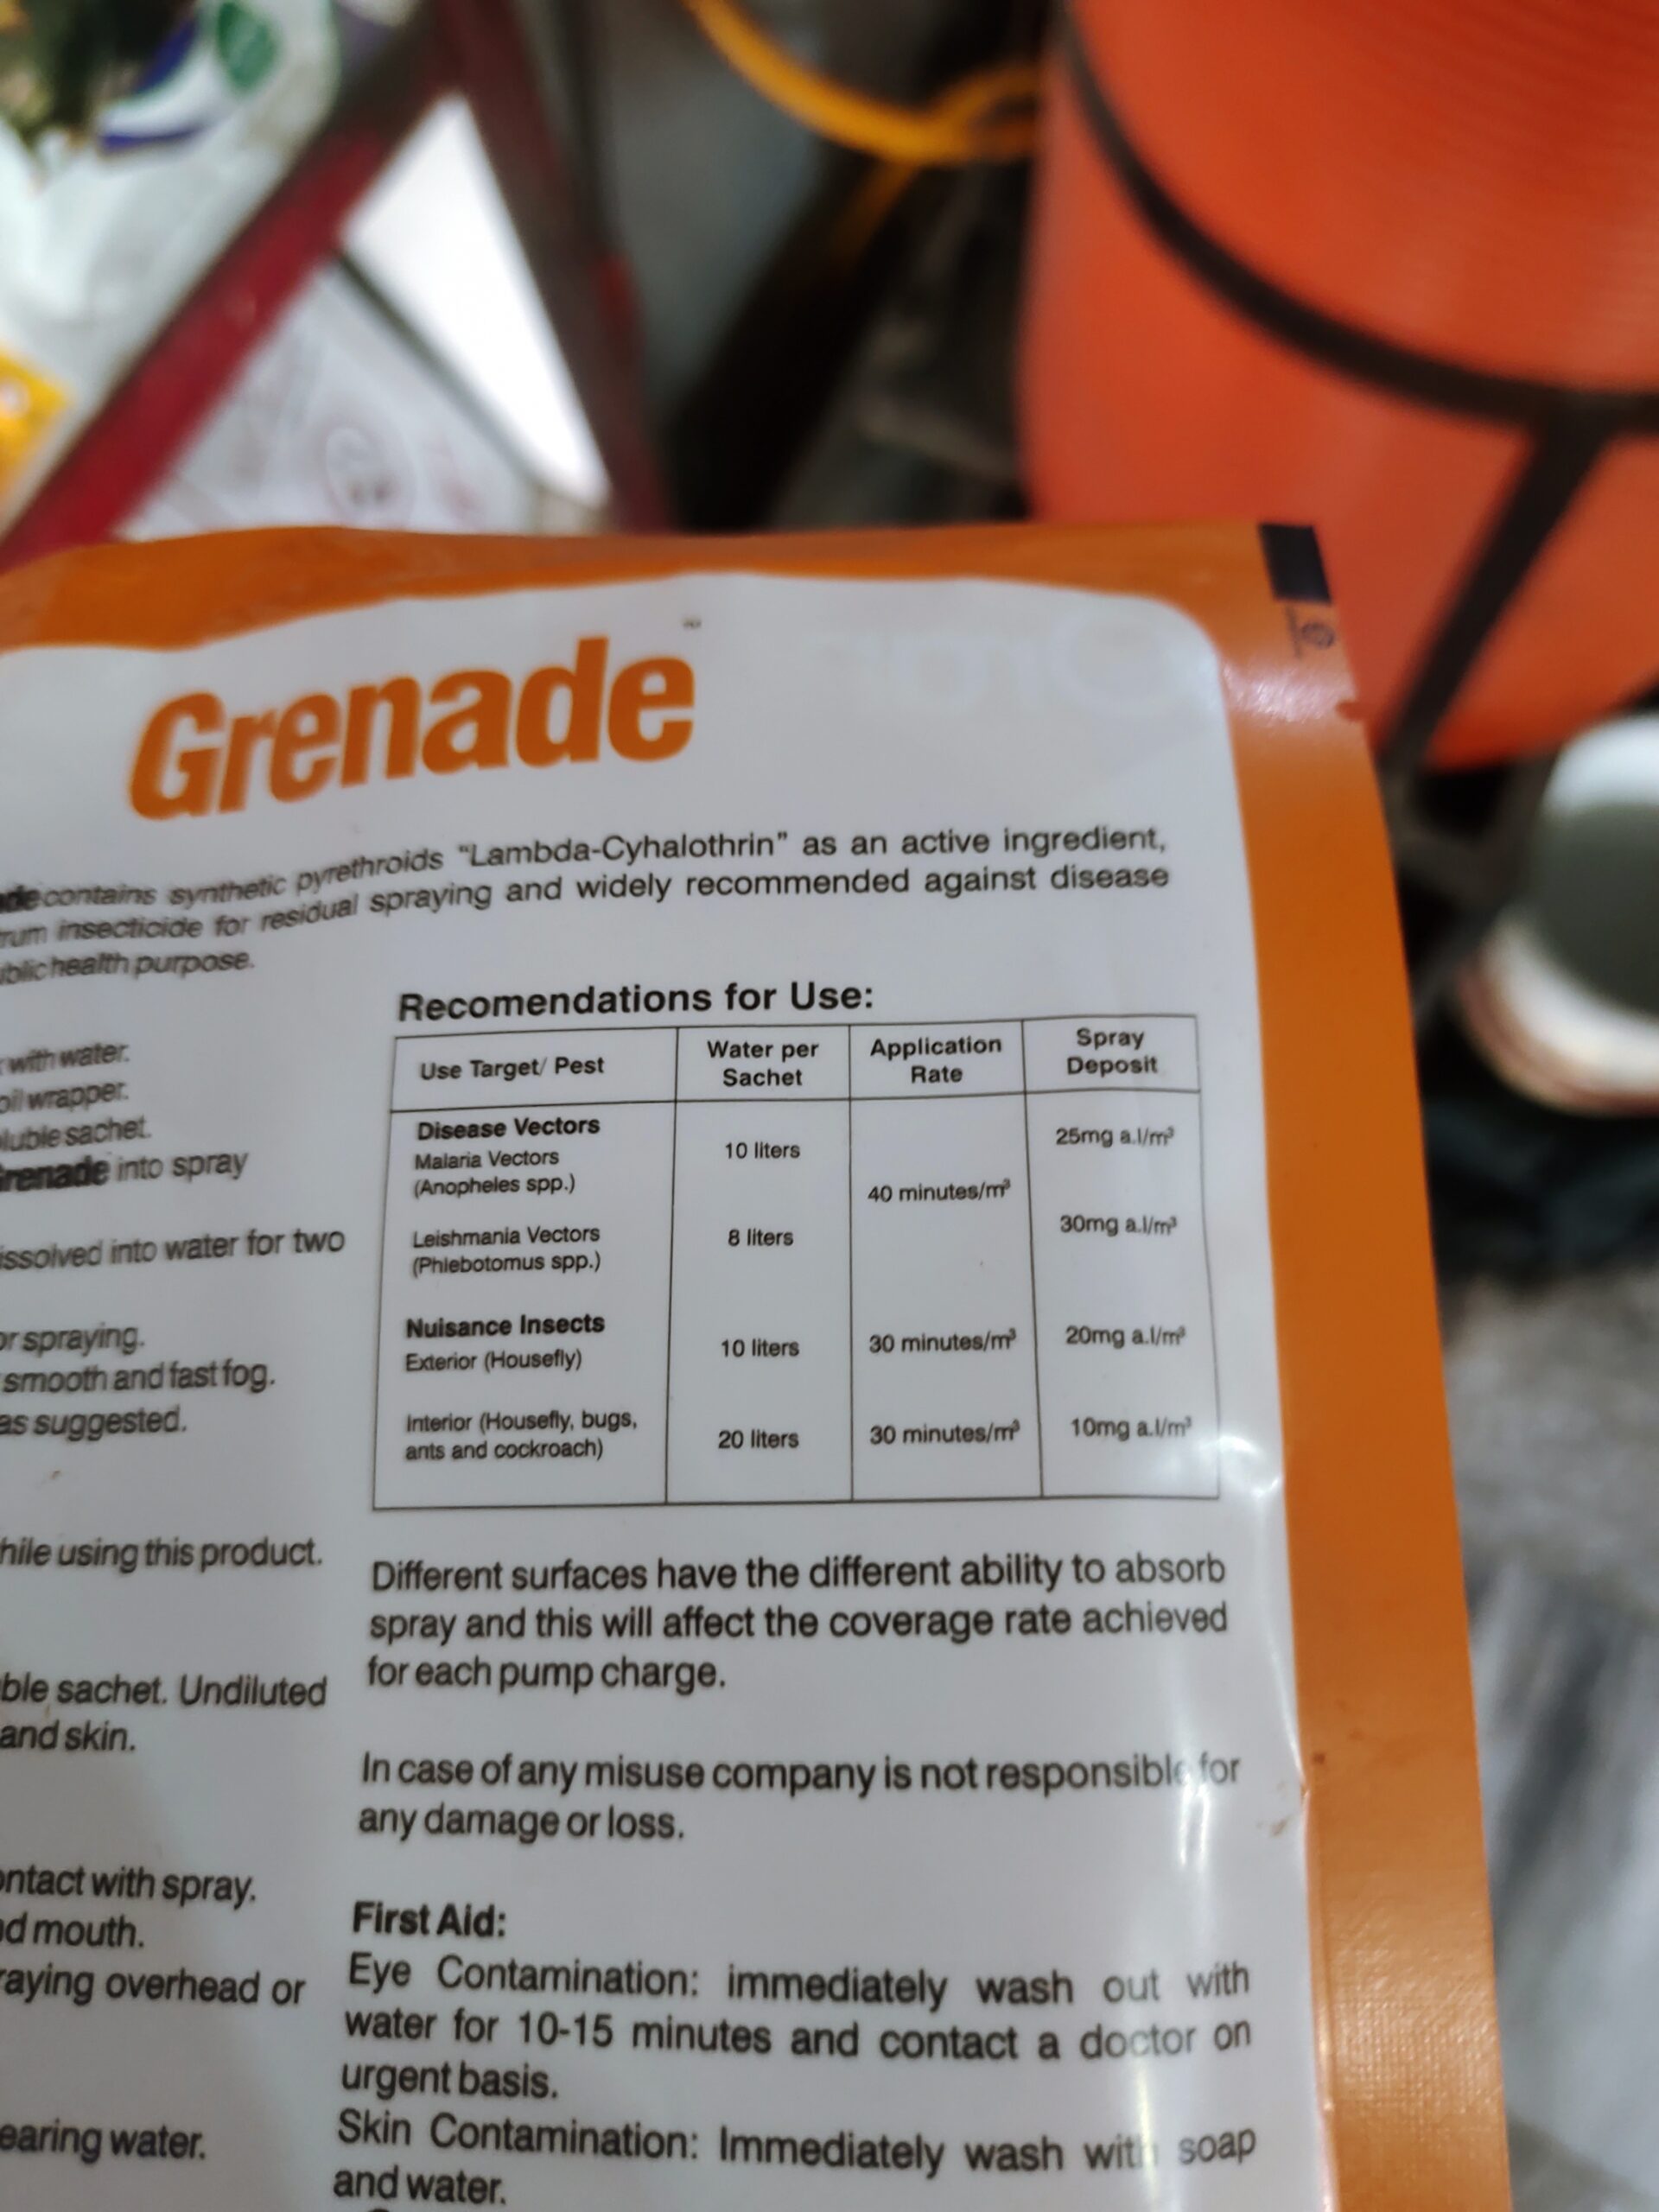 Grenade
contains synthetic pyrethroids "Lambda-Cyhalothrin" as an active ingredient,
insecticide for residual spraying and widely recommended against disease
health purpose.
with water.
wrapper.
sachet.
Grenade into spray
into water for two
spraying.
smooth and fast fog.
as suggested.
using this product.
sachet. Undiluted
and skin.
with spray.
mouth.
overhead or
water.
Recomendations for Use:
Use Target/ Pest
Water per
Sachet
Application
Rate
Spray
Deposit
Disease Vectors
Malaria Vectors
(Anopheles spp.)
10 liters
40 minutes/m³
25mg a.l/m³
Leishmania Vectors
(Phlebotomus spp.)
8 liters
30mg a.l/m³
Nuisance Insects
Exterior (Housefly)
10 liters
30 minutes/m³
20mg a.l/m³
Interior (Housefly, bugs,
ants and cockroach)
20 liters
30 minutes/m³
10mg a.l/m³
Different surfaces have the different ability to absorb
spray and this will affect the coverage rate achieved
for each pump charge.
In case of any misuse company is not responsible for
any damage or loss.
First Aid:
Eye Contamination: immediately wash out with
water for 10-15 minutes and contact a doctor on
urgent basis.
Skin Contamination: Immediately wash with soap
and water.